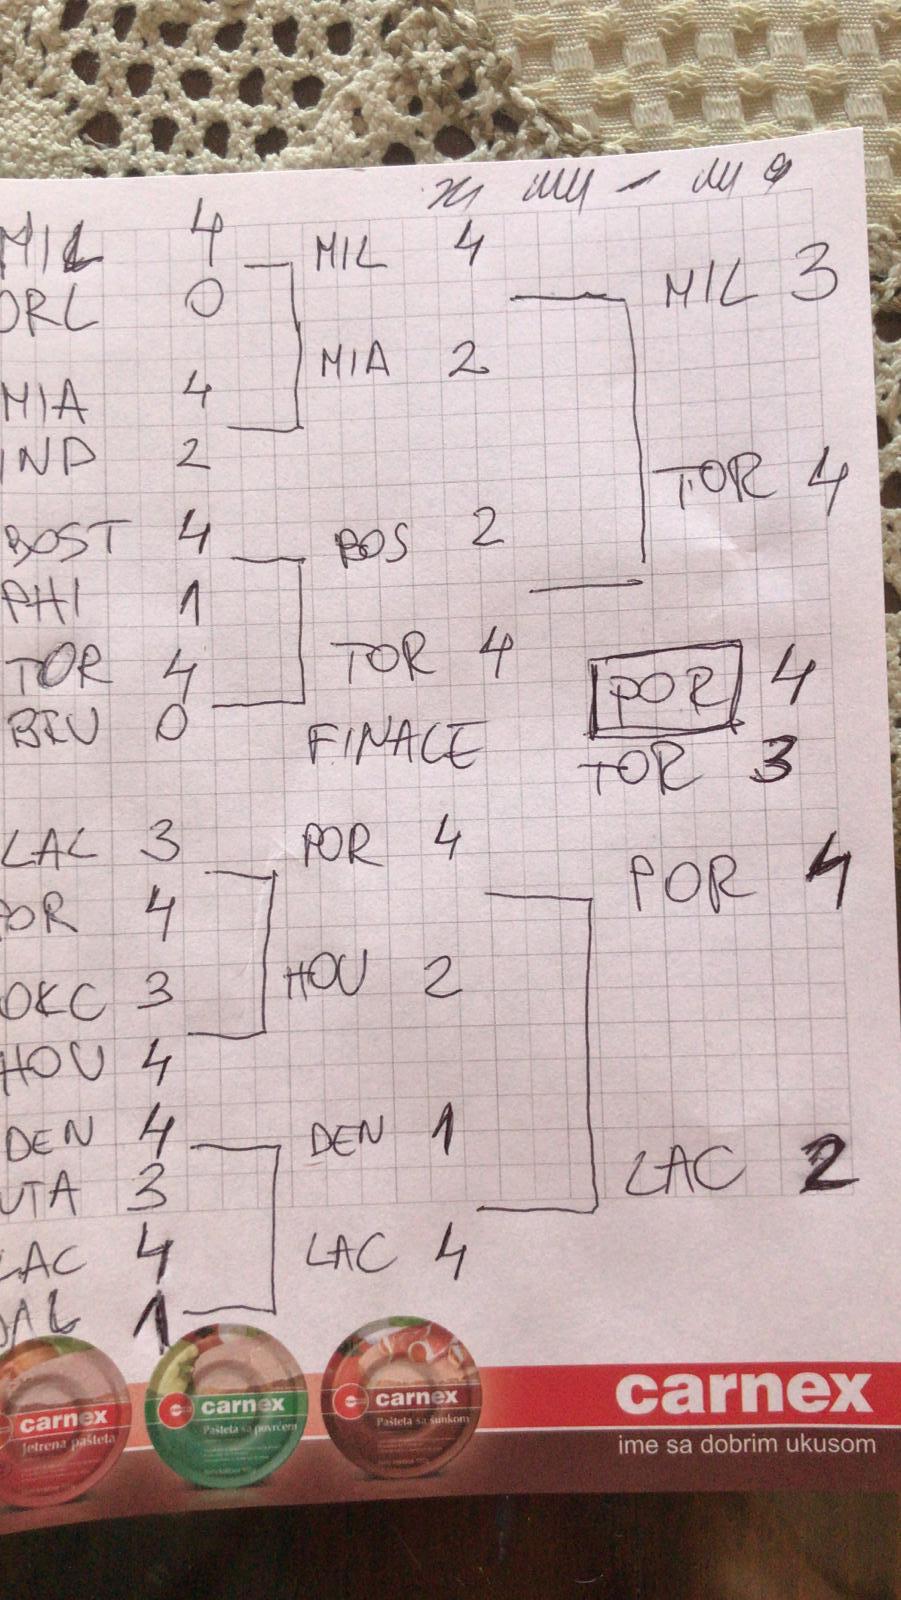 MIL 4
ORL 0
MIA 4
IND 2
BOST 4
PHI 1
TOR 4
BRU 0
LAL 3
POR 4
OKC 3
HOU 4
DEN 4
UTA 3
LAC 4
DAL 1
MIL 4
MIA 2
BOS 2
TOR 4
FINALE
POR 4
HOU 2
DEN 1
LAC 4
MIL 3
TOR 4
POR 4
TOR 3
POR 4
LAC 2
carnex
Jetrena pašteta
carnex
Pašteta sa povrćem
carnex
Pašteta sa šunkom
carnex
ime sa dobrim ukusom